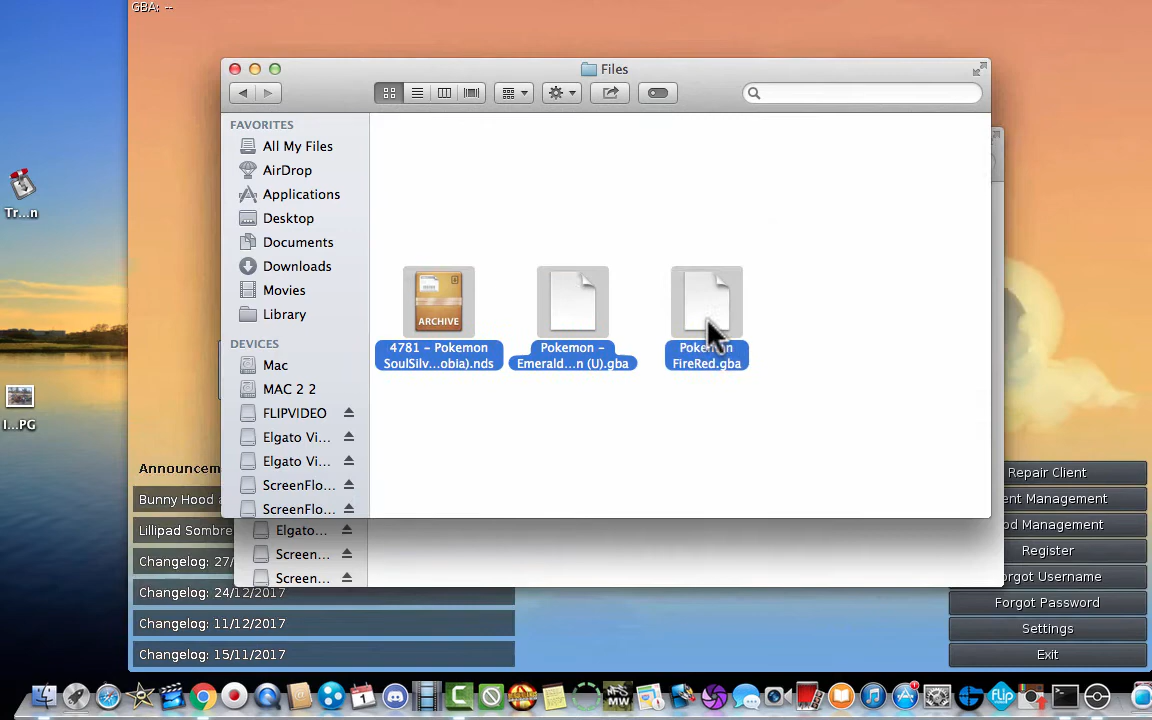 GBA: --
Files
FAVORITES
All My Files
AirDrop
Applications
Desktop
Documents
Downloads
Movies
Library
DEVICES
Mac
MAC 2 2
FLIPVIDEO
Elgato Vi...
Elgato Vi...
ScreenFlo...
ScreenFlo...
Elgato...
Screen...
Screen...
ARCHIVE
4781 – Pokemon
SoulSilv...obia).nds
Pokemon –
Emerald...n (U).gba
Pokemon
FireRed.gba
Tr...n
I...PG
Announcem
Bunny Hood a
Lillipad Sombre
Changelog: 27/
Changelog: 24/12/2017
Changelog: 11/12/2017
Changelog: 15/11/2017
Repair Client
ent Management
od Management
Register
orgot Username
Forgot Password
Settings
Exit